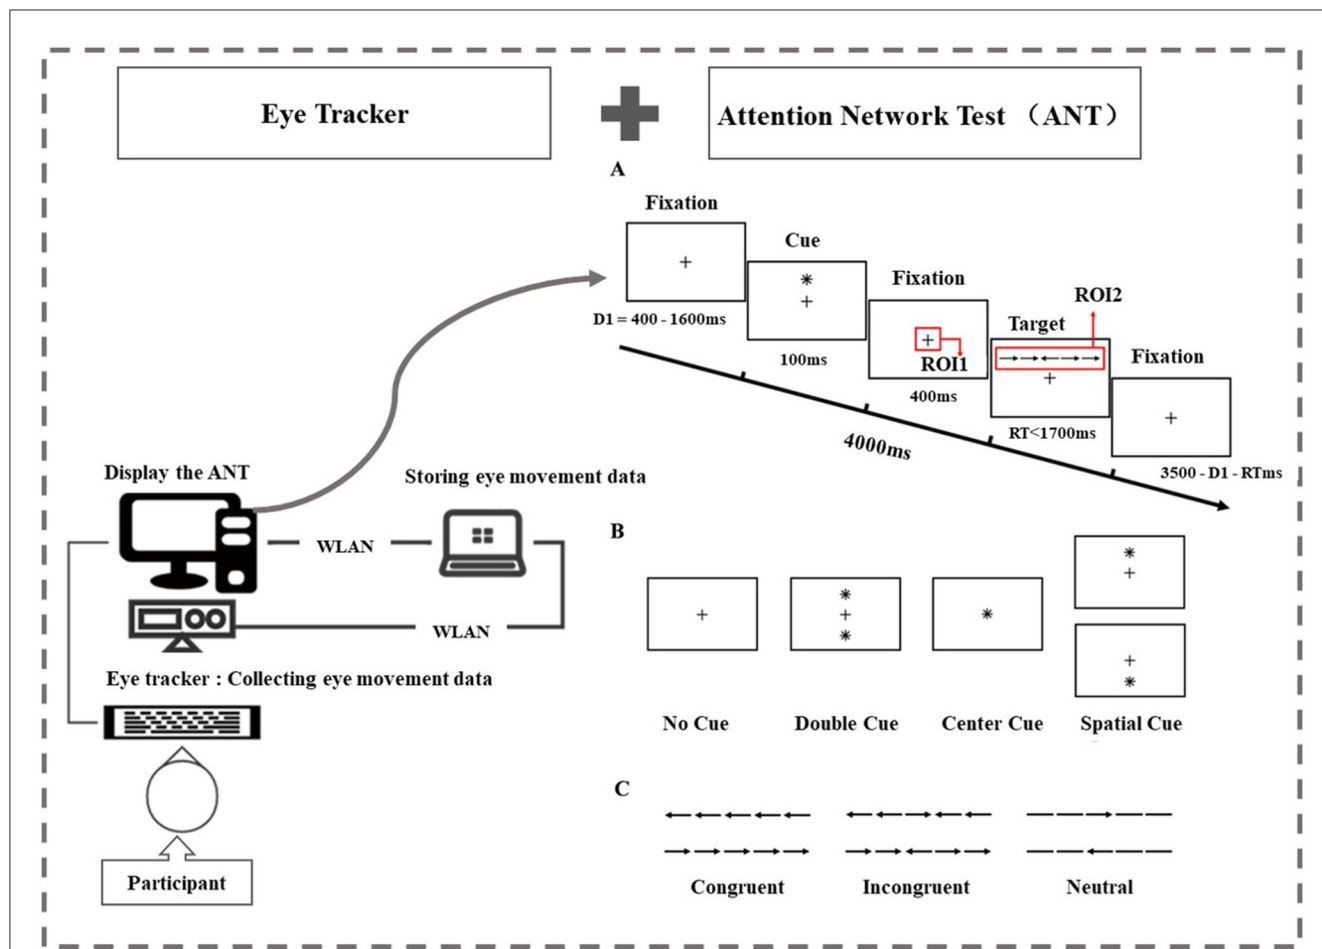 Eye Tracker
Attention Network Test （ANT）
A
Fixation
Cue
Fixation
Target
Fixation
ROI2
ROI1
D1 = 400 - 1600ms
100ms
400ms
RT<1700ms
3500 - D1 - RTms
4000ms
Display the ANT
Storing eye movement data
WLAN
WLAN
Eye tracker : Collecting eye movement data
Participant
B
No Cue
Double Cue
Center Cue
Spatial Cue
C
Congruent
Incongruent
Neutral